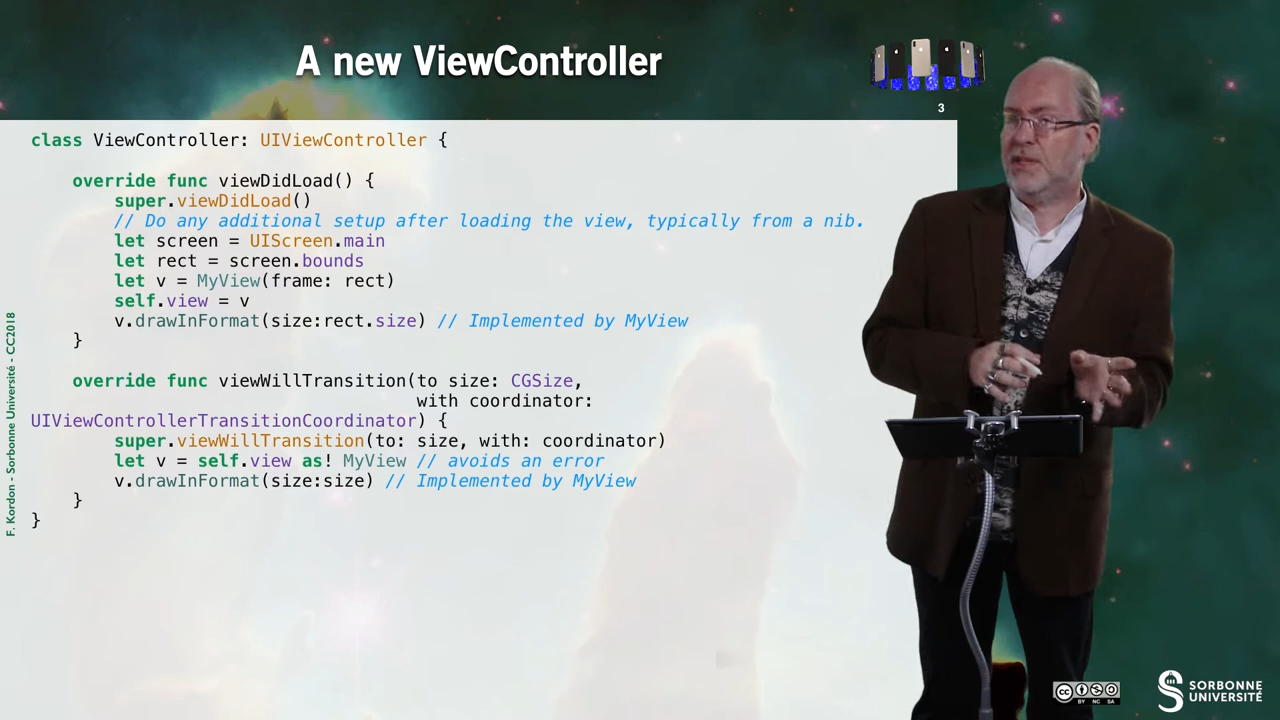 A new ViewController
3
class ViewController: UIViewController {
override func viewDidLoad() {
super.viewDidLoad()
// Do any additional setup after loading the view, typically from a nib.
let screen = UIScreen.main
let rect = screen.bounds
let v = MyView(frame: rect)
self.view = v
v.drawInFormat(size:rect.size) // Implemented by MyView
}
override func viewWillTransition(to size: CGSize,
with coordinator:
UIViewControllerTransitionCoordinator) {
super.viewWillTransition(to: size, with: coordinator)
let v = self.view as! MyView // avoids an error
v.drawInFormat(size:size) // Implemented by MyView
}
}
F. Kordon - Sorbonne Université - CC2018
cc
BY NC SA
SORBONNE
UNIVERSITÉ